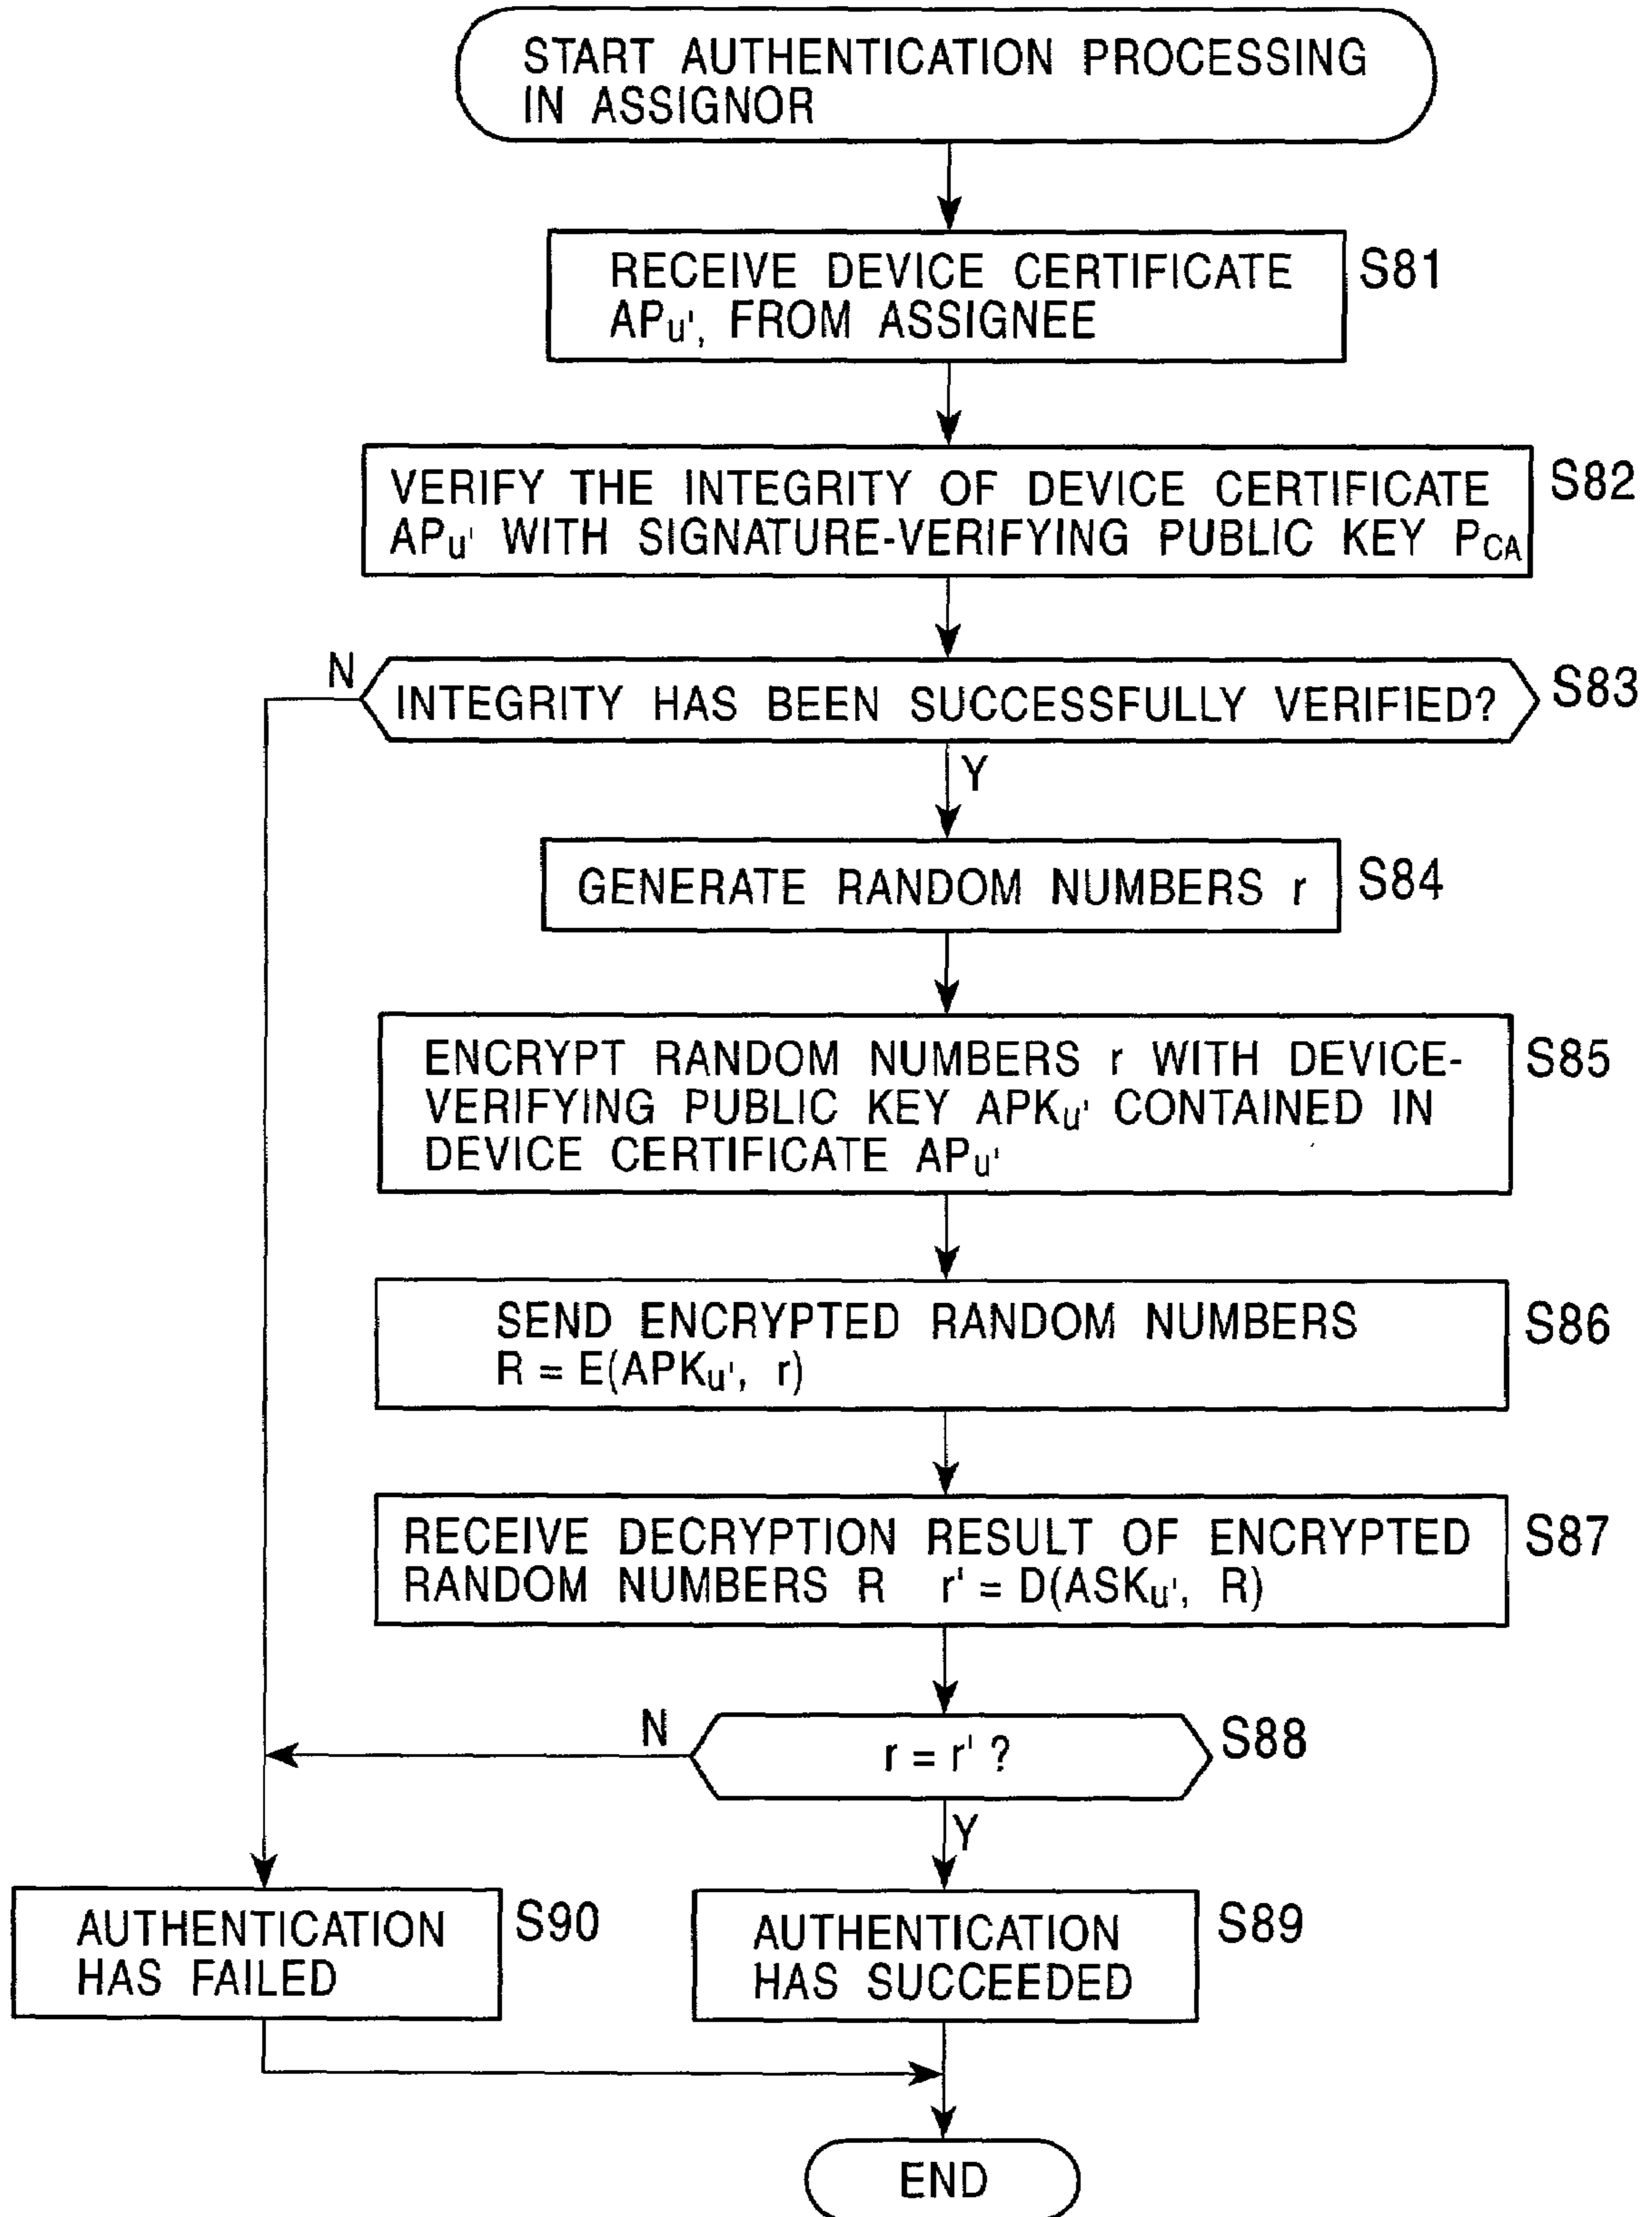 START AUTHENTICATION PROCESSING
IN ASSIGNOR
RECEIVE DEVICE CERTIFICATE
APu', FROM ASSIGNEE
S81
VERIFY THE INTEGRITY OF DEVICE CERTIFICATE
APu' WITH SIGNATURE-VERIFYING PUBLIC KEY PCA
S82
N
INTEGRITY HAS BEEN SUCCESSFULLY VERIFIED?
S83
Y
GENERATE RANDOM NUMBERS r
S84
ENCRYPT RANDOM NUMBERS r WITH DEVICE-
VERIFYING PUBLIC KEY APKu' CONTAINED IN
DEVICE CERTIFICATE APu'
S85
SEND ENCRYPTED RANDOM NUMBERS
R = E(APKu', r)
S86
RECEIVE DECRYPTION RESULT OF ENCRYPTED
RANDOM NUMBERS R r' = D(ASKu', R)
S87
N
r = r' ?
S88
Y
AUTHENTICATION
HAS FAILED
S90
AUTHENTICATION
HAS SUCCEEDED
S89
END